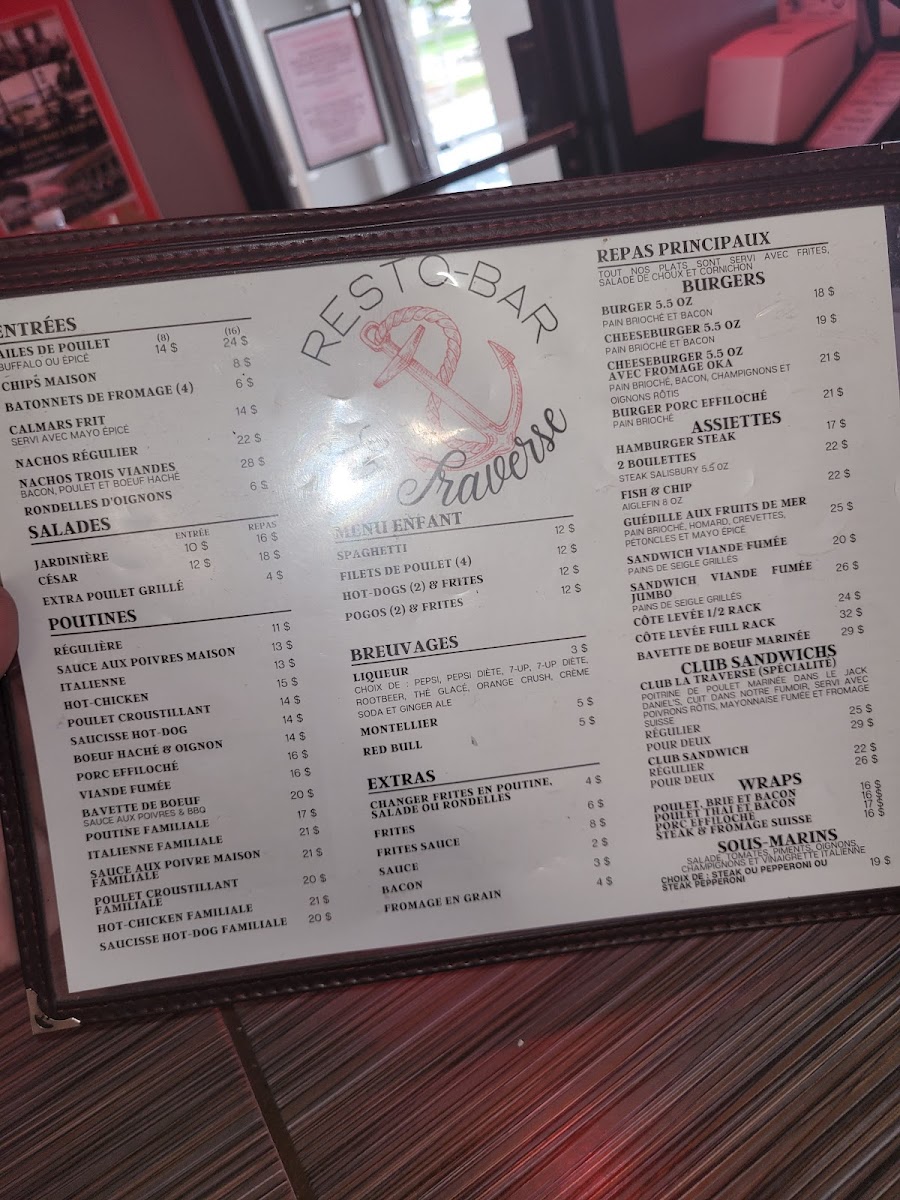 ENTRÉES
(8) (16)
AILES DE POULET 14 $ 24 $
BUFFALO OU ÉPICÉ
CHIPS MAISON 8 $
BATONNETS DE FROMAGE (4) 6 $
CALMARS FRIT 14 $
SERVI AVEC MAYO ÉPICÉ
NACHOS RÉGULIER 22 $
NACHOS TROIS VIANDES 28 $
BACON, POULET ET BOEUF HACHÉ
RONDELLES D'OIGNONS 6 $
SALADES
ENTRÉE REPAS
JARDINIÈRE 10 $ 16 $
CÉSAR 12 $ 18 $
EXTRA POULET GRILLÉ 4 $
POUTINES
RÉGULIÈRE 11 $
SAUCE AUX POIVRES MAISON 13 $
ITALIENNE 13 $
HOT-CHICKEN 15 $
POULET CROUSTILLANT 14 $
SAUCISSE HOT-DOG 14 $
BOEUF HACHÉ & OIGNON 14 $
PORC EFFILOCHÉ 16 $
VIANDE FUMÉE 16 $
BAVETTE DE BOEUF 20 $
SAUCE AUX POIVRES & BBQ
POUTINE FAMILIALE 17 $
ITALIENNE FAMILIALE 21 $
SAUCE AUX POIVRE MAISON 21 $
FAMILIALE
POULET CROUSTILLANT 20 $
FAMILIALE
HOT-CHICKEN FAMILIALE 21 $
SAUCISSE HOT-DOG FAMILIALE 20 $
RESTO-BAR
Traverse
MENU ENFANT
SPAGHETTI 12 $
FILETS DE POULET (4) 12 $
HOT-DOGS (2) & FRITES 12 $
POGOS (2) & FRITES 12 $
BREUVAGES
LIQUEUR 3 $
CHOIX DE : PEPSI, PEPSI DIÈTE, 7-UP, 7-UP DIÈTE,
ROOTBEER, THÉ GLACÉ, ORANGE CRUSH, CRÈME
SODA ET GINGER ALE
MONTELLIER 5 $
RED BULL 5 $
EXTRAS
CHANGER FRITES EN POUTINE, 4 $
SALADE OU RONDELLES
FRITES 6 $
FRITES SAUCE 8 $
SAUCE 2 $
BACON 3 $
FROMAGE EN GRAIN 4 $
REPAS PRINCIPAUX
TOUT NOS PLATS SONT SERVI AVEC FRITES,
SALADE DE CHOUX ET CORNICHON
BURGERS
BURGER 5.5 OZ 18 $
PAIN BRIOCHÉ ET BACON
CHEESEBURGER 5.5 OZ 19 $
PAIN BRIOCHÉ ET BACON
CHEESEBURGER 5.5 OZ
AVEC FROMAGE OKA 21 $
PAIN BRIOCHÉ, BACON, CHAMPIGNONS ET
OIGNONS RÔTIS
BURGER PORC EFFILOCHÉ 21 $
PAIN BRIOCHÉ
ASSIETTES
HAMBURGER STEAK 17 $
2 BOULETTES 22 $
STEAK SALISBURY 5.5 OZ
FISH & CHIP 22 $
AIGLEFIN 8 OZ
GUÉDILLE AUX FRUITS DE MER 25 $
PAIN BRIOCHÉ, HOMARD, CREVETTES,
PÉTONCLES ET MAYO ÉPICÉ
SANDWICH VIANDE FUMÉE 20 $
PAINS DE SEIGLE GRILLÉS
SANDWICH VIANDE FUMÉE 26 $
JUMBO
PAINS DE SEIGLE GRILLÉS
CÔTE LEVÉE 1/2 RACK 24 $
CÔTE LEVÉE FULL RACK 32 $
BAVETTE DE BOEUF MARINÉE 29 $
CLUB SANDWICHS
CLUB LA TRAVERSE (SPÉCIALITÉ)
POITRINE DE POULET MARINÉE DANS LE JACK
DANIEL'S, CUIT DANS NOTRE FUMOIR, SERVI AVEC
POIVRONS RÔTIS, MAYONNAISE FUMÉE ET FROMAGE
SUISSE
RÉGULIER 25 $
POUR DEUX 29 $
CLUB SANDWICH
RÉGULIER 22 $
POUR DEUX 26 $
WRAPS
POULET, BRIE ET BACON 16 $
POULET THAI ET BACON 16 $
PORC EFFILOCHÉ 17 $
STEAK & FROMAGE SUISSE 16 $
SOUS-MARINS
SALADE, TOMATES, PIMENTS, OIGNONS,
CHAMPIGNONS ET VINAIGRETTE ITALIENNE
CHOIX DE : STEAK OU PEPPERONI OU 19 $
STEAK PEPPERONI